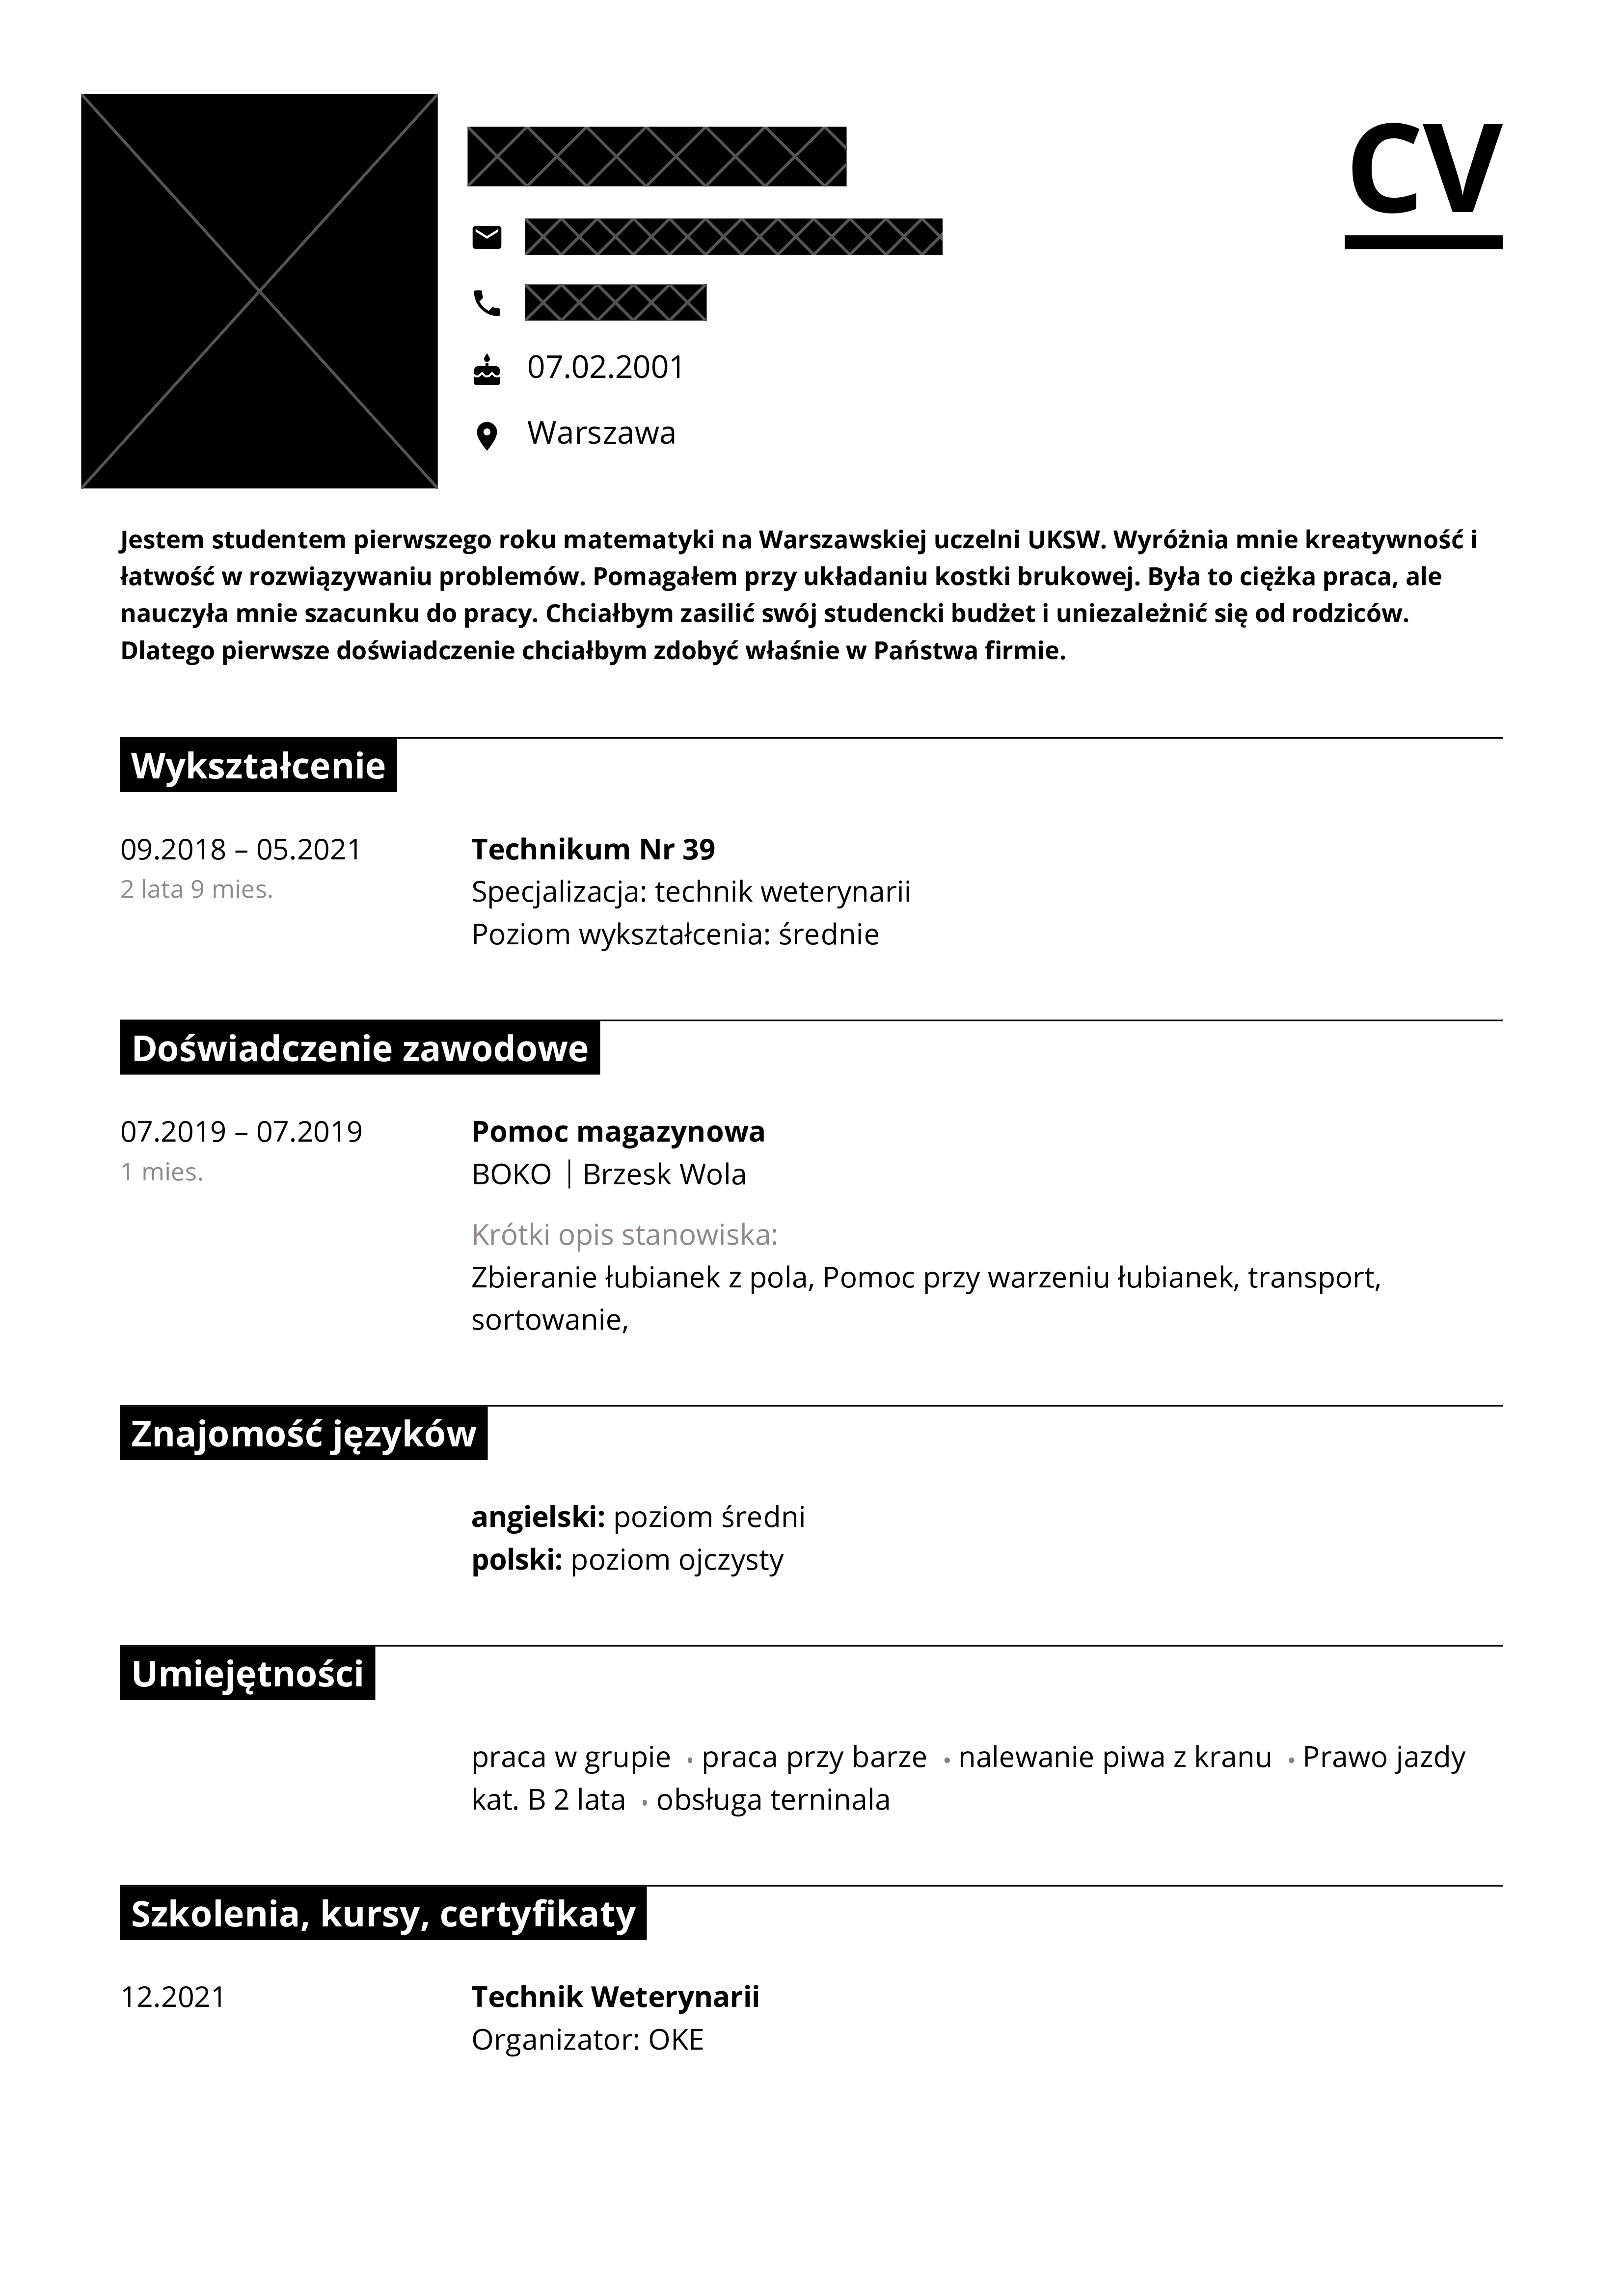 CV
07.02.2001
Warszawa
Jestem studentem pierwszego roku matematyki na Warszawskiej uczelni UKSW. Wyróżnia mnie kreatywność i
łatwość w rozwiązywaniu problemów. Pomagałem przy układaniu kostki brukowej. Była to ciężka praca, ale
nauczyła mnie szacunku do pracy. Chciałbym zasilić swój studencki budżet i uniezależnić się od rodziców.
Dlatego pierwsze doświadczenie chciałbym zdobyć właśnie w Państwa firmie.
Wykształcenie
09.2018 – 05.2021
2 lata 9 mies.
Technikum Nr 39
Specjalizacja: technik weterynarii
Poziom wykształcenia: średnie
Doświadczenie zawodowe
07.2019 – 07.2019
1 mies.
Pomoc magazynowa
BOKO | Brzesk Wola
Krótki opis stanowiska:
Zbieranie łubianek z pola, Pomoc przy warzeniu łubianek, transport,
sortowanie,
Znajomość języków
angielski: poziom średni
polski: poziom ojczysty
Umiejętności
praca w grupie • praca przy barze • nalewanie piwa z kranu • Prawo jazdy
kat. B 2 lata • obsługa terninala
Szkolenia, kursy, certyfikaty
12.2021
Technik Weterynarii
Organizator: OKE